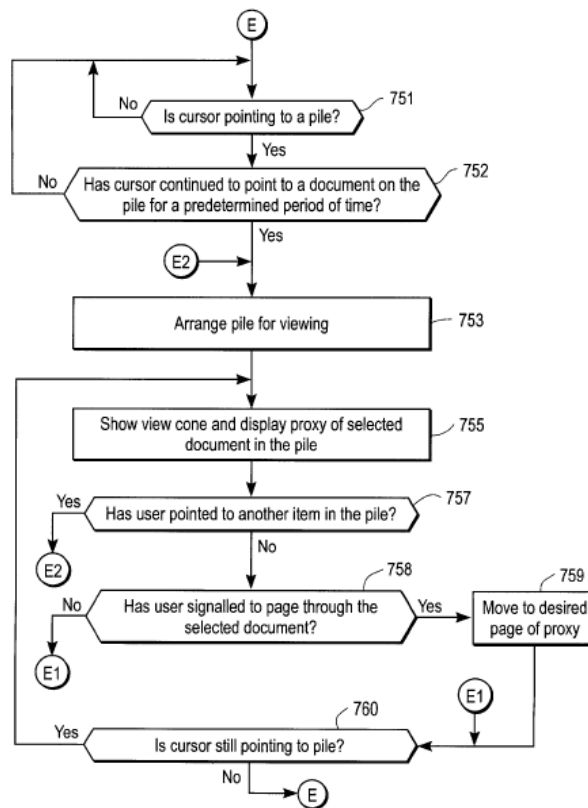 E
751
No
Is cursor pointing to a pile?
Yes
752
No
Has cursor continued to point to a document on the
pile for a predetermined period of time?
Yes
E2
Arrange pile for viewing
753
Show view cone and display proxy of selected
document in the pile
755
757
Yes
Has user pointed to another item in the pile?
E2
No
758
759
No
Has user signalled to page through the
selected document?
Yes
Move to desired
page of proxy
E1
E1
760
Yes
Is cursor still pointing to pile?
No
E